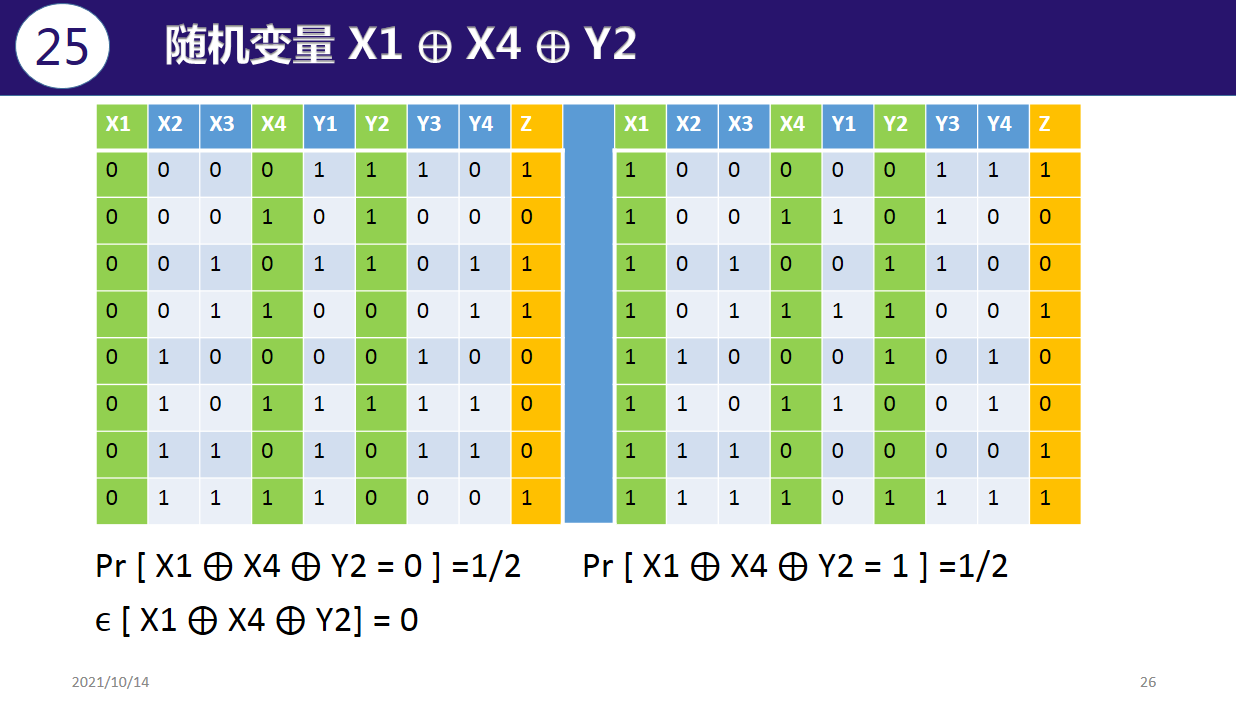 25 随机变量 X1 ⊕ X4 ⊕ Y2
X1 X2 X3 X4 Y1 Y2 Y3 Y4 Z X1 X2 X3 X4 Y1 Y2 Y3 Y4 Z
0 0 0 0 1 1 1 0 1 1 0 0 0 0 0 1 1 1
0 0 0 1 0 1 0 0 0 1 0 0 1 1 0 1 0 0
0 0 1 0 1 1 0 1 1 1 0 1 0 0 1 1 0 0
0 0 1 1 0 0 0 1 1 1 0 1 1 1 1 0 0 1
0 1 0 0 0 0 1 0 0 1 1 0 0 0 1 0 1 0
0 1 0 1 1 1 1 1 0 1 1 0 1 1 0 0 1 0
0 1 1 0 1 0 1 1 0 1 1 1 0 0 0 0 0 1
0 1 1 1 1 0 0 0 1 1 1 1 1 0 1 1 1 1
Pr [ X1 ⊕ X4 ⊕ Y2 = 0 ] =1/2 Pr [ X1 ⊕ X4 ⊕ Y2 = 1 ] =1/2
ϵ [ X1 ⊕ X4 ⊕ Y2] = 0
2021/10/14 26